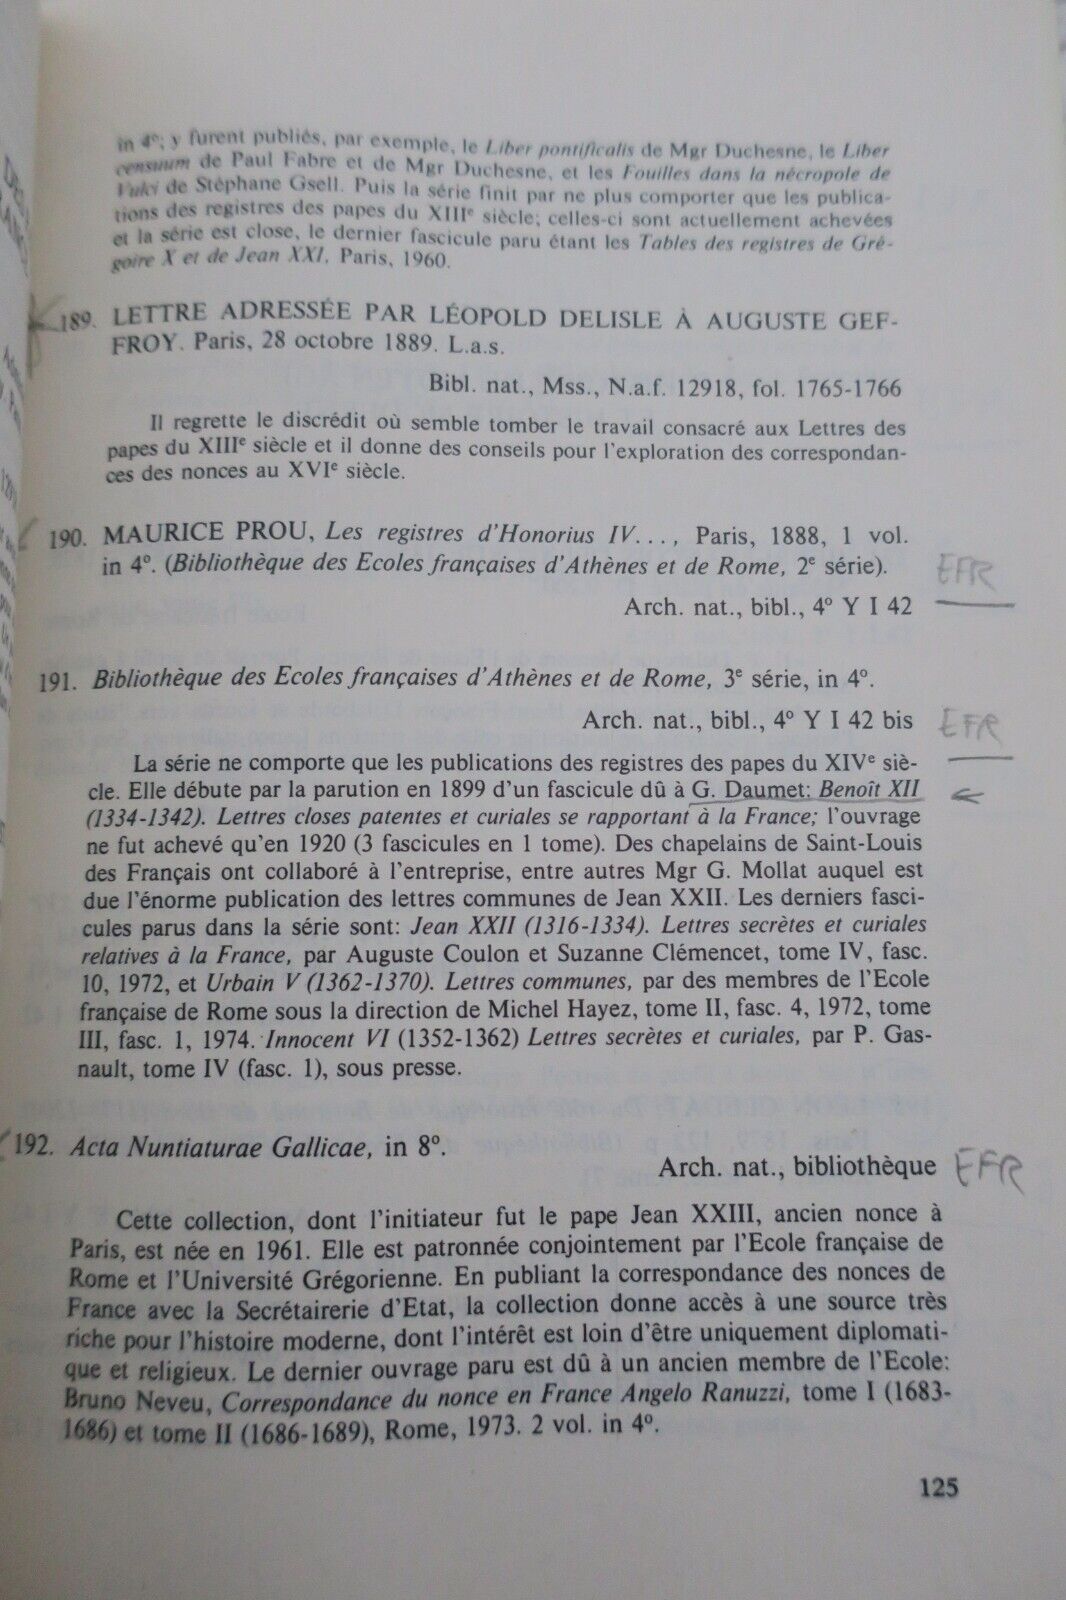 in 4º; y furent publiés, par exemple, le Liber pontificalis de Mgr Duchesne, le Liber
censuum de Paul Fabre et de Mgr Duchesne, et les Fouilles dans la nécropole de
Vulci de Stéphane Gsell. Puis la série finit par ne plus comporter que les publica-
tions des registres des papes du XIIIe siècle; celles-ci sont actuellement achevées
et la série est close, le dernier fascicule paru étant les Tables des registres de Gré-
goire X et de Jean XXI, Paris, 1960.
189. LETTRE ADRESSÉE PAR LÉOPOLD DELISLE À AUGUSTE GEF-
FROY. Paris, 28 octobre 1889. L.a.s.
Bibl. nat., Mss., N.a.f. 12918, fol. 1765-1766
Il regrette le discrédit où semble tomber le travail consacré aux Lettres des
papes du XIIIe siècle et il donne des conseils pour l'exploration des correspondan-
ces des nonces au XVIe siècle.
190. MAURICE PROU, Les registres d'Honorius IV..., Paris, 1888, 1 vol.
in 4º. (Bibliothèque des Ecoles françaises d'Athènes et de Rome, 2e série).
EFR
Arch. nat., bibl., 4º Y I 42
191. Bibliothèque des Ecoles françaises d'Athènes et de Rome, 3e série, in 4º.
Arch. nat., bibl., 4º Y I 42 bis EFR
La série ne comporte que les publications des registres des papes du XIVe siè-
cle. Elle débute par la parution en 1899 d'un fascicule dû à G. Daumet: Benoît XII
(1334-1342). Lettres closes patentes et curiales se rapportant à la France; l'ouvrage
ne fut achevé qu'en 1920 (3 fascicules en 1 tome). Des chapelains de Saint-Louis
des Français ont collaboré à l'entreprise, entre autres Mgr G. Mollat auquel est
due l'énorme publication des lettres communes de Jean XXII. Les derniers fasci-
cules parus dans la série sont: Jean XXII (1316-1334). Lettres secrètes et curiales
relatives à la France, par Auguste Coulon et Suzanne Clémencet, tome IV, fasc.
10, 1972, et Urbain V (1362-1370). Lettres communes, par des membres de l'Ecole
française de Rome sous la direction de Michel Hayez, tome II, fasc. 4, 1972, tome
III, fasc. 1, 1974. Innocent VI (1352-1362) Lettres secrètes et curiales, par P. Gas-
nault, tome IV (fasc. 1), sous presse.
192. Acta Nuntiaturae Gallicae, in 8º.
Arch. nat., bibliothèque EFR
Cette collection, dont l'initiateur fut le pape Jean XXIII, ancien nonce à
Paris, est née en 1961. Elle est patronnée conjointement par l'Ecole française de
Rome et l'Université Grégorienne. En publiant la correspondance des nonces de
France avec la Secrétairerie d'Etat, la collection donne accès à une source très
riche pour l'histoire moderne, dont l'intérêt est loin d'être uniquement diplomati-
que et religieux. Le dernier ouvrage paru est dû à un ancien membre de l'Ecole:
Bruno Neveu, Correspondance du nonce en France Angelo Ranuzzi, tome I (1683-
1686) et tome II (1686-1689), Rome, 1973. 2 vol. in 4º.
125